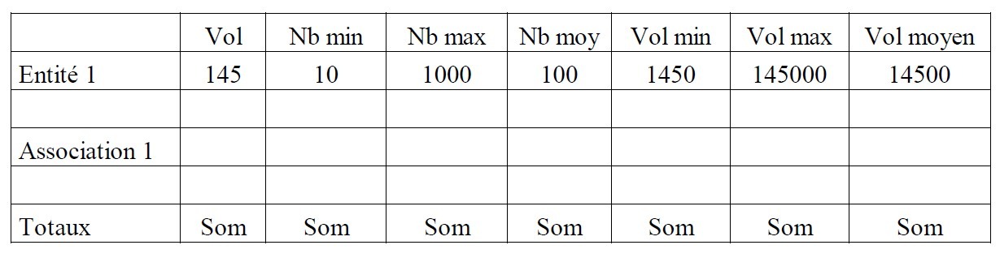 Vol Nb min Nb max Nb moy Vol min Vol max Vol moyen
Entité 1 145 10 1000 100 1450 145000 14500
Association 1
Totaux Som Som Som Som Som Som Som